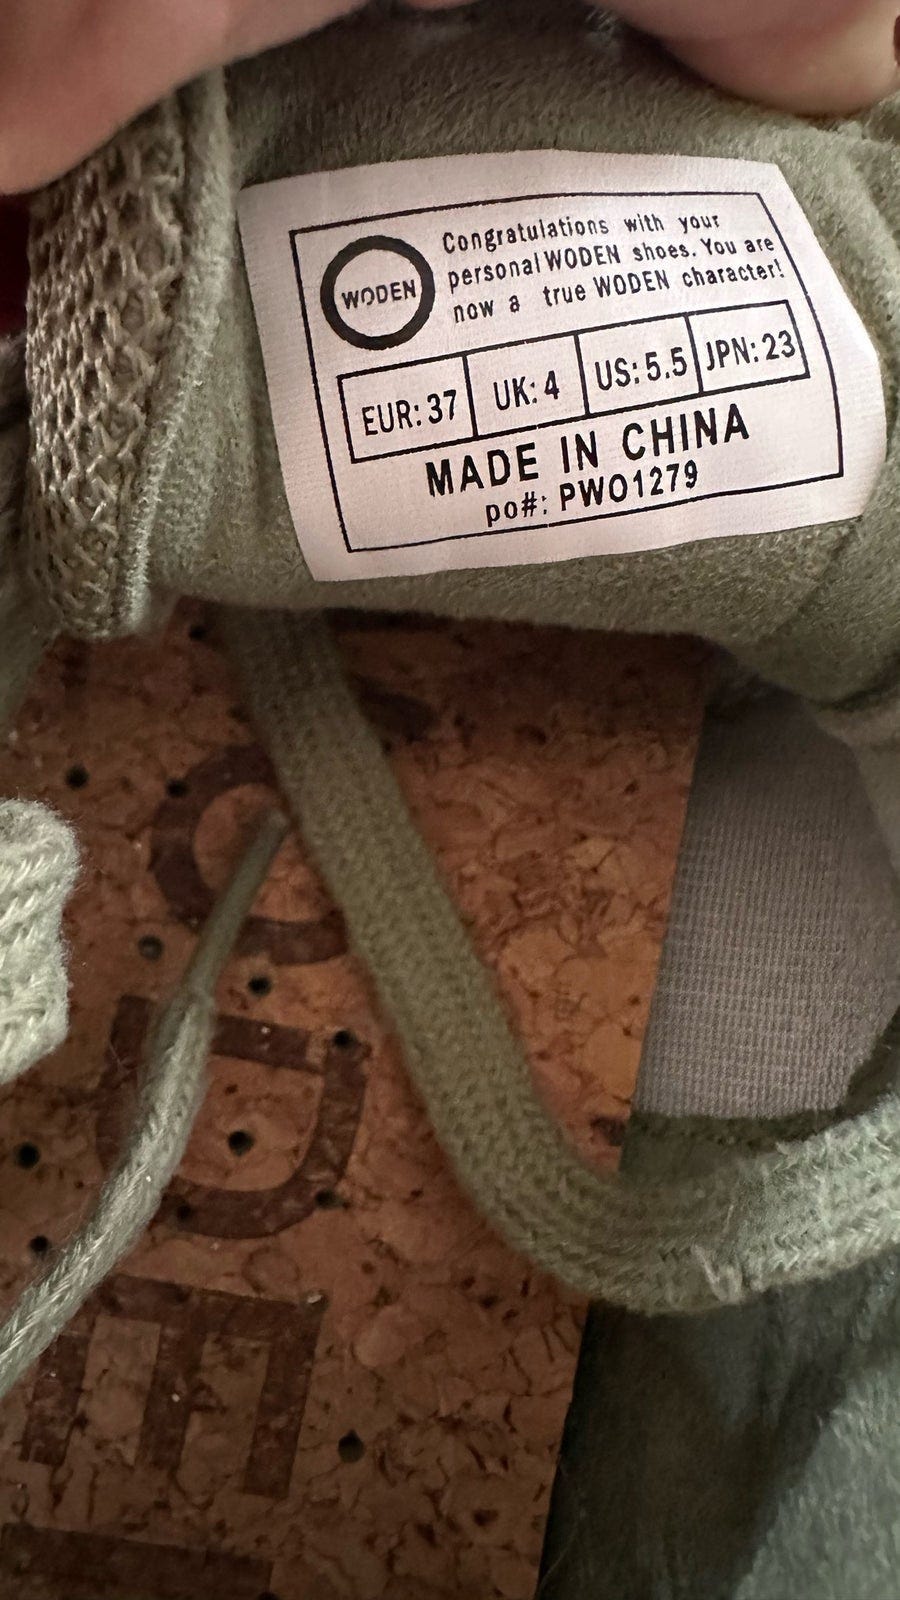 WODEN
Congratulations with your
personal WODEN shoes. You are
now a true WODEN character!
EUR: 37 UK: 4 US: 5.5 JPN: 23
MADE IN CHINA
po#: PWO1279